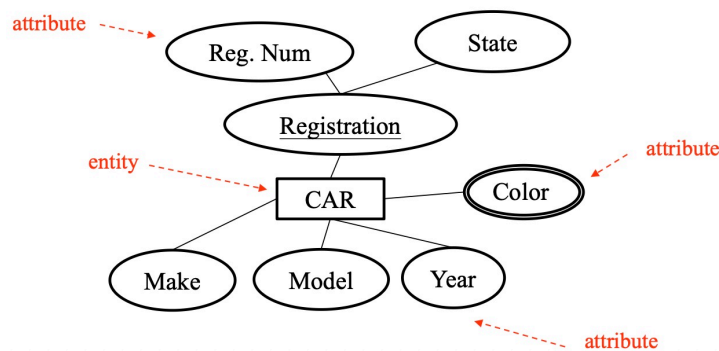 attribute
Reg. Num
State
Registration
entity
attribute
CAR
Color
Make
Model
Year
attribute